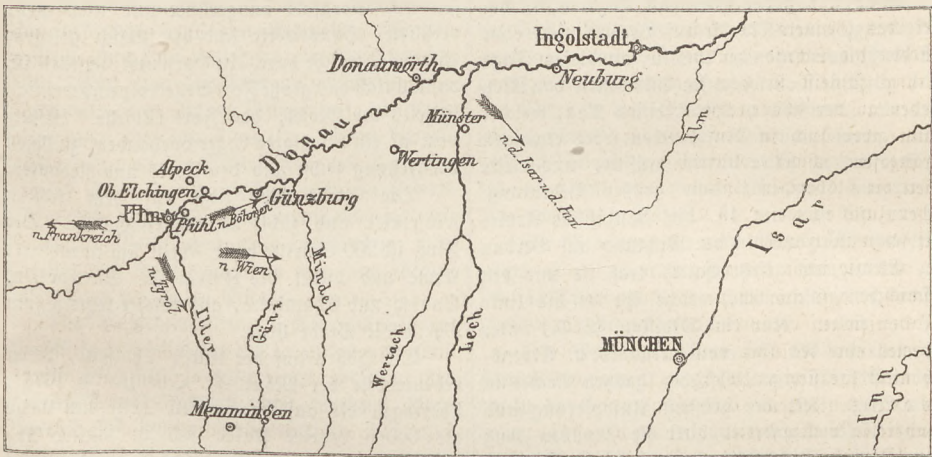 Ingolstadt
Donauwörth
Neuburg
Donau
Münster
Ilm
n.d. Isar u.d. Inn
Wertingen
Isar
Alpeck
Ob. Elchingen
Günzburg
Ulm
Pfuhl
n. Böhmen
n. Frankreich
n. Wien
n. Tyrol
Iller
Günz
Mindel
Wertach
Lech
MÜNCHEN
Inn
Memmingen